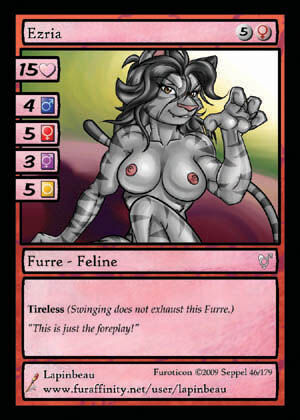 Ezria
5
15
4
5
3
5
Furre - Feline
Tireless (Swinging does not exhaust this Furre.)
"This is just the foreplay!"
Lapinbeau
Furoticon ©2009 Seppel 46/179
www.furaffinity.net/user/lapinbeau